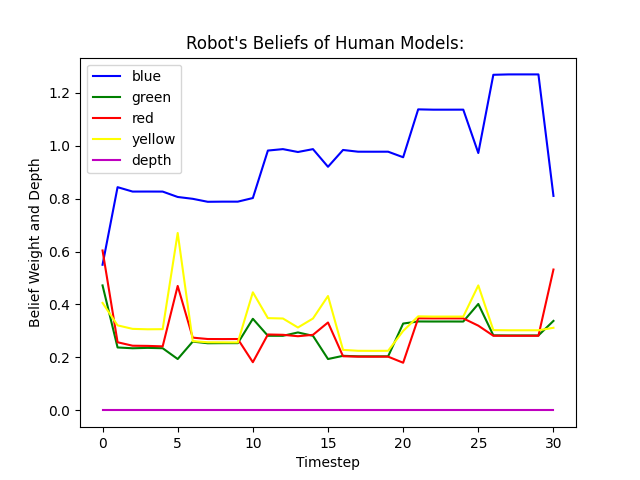 Robot's Beliefs of Human Models:
blue
green
red
yellow
depth
Belief Weight and Depth
1.2
1.0
0.8
0.6
0.4
0.2
0.0
0 5 10 15 20 25 30
Timestep